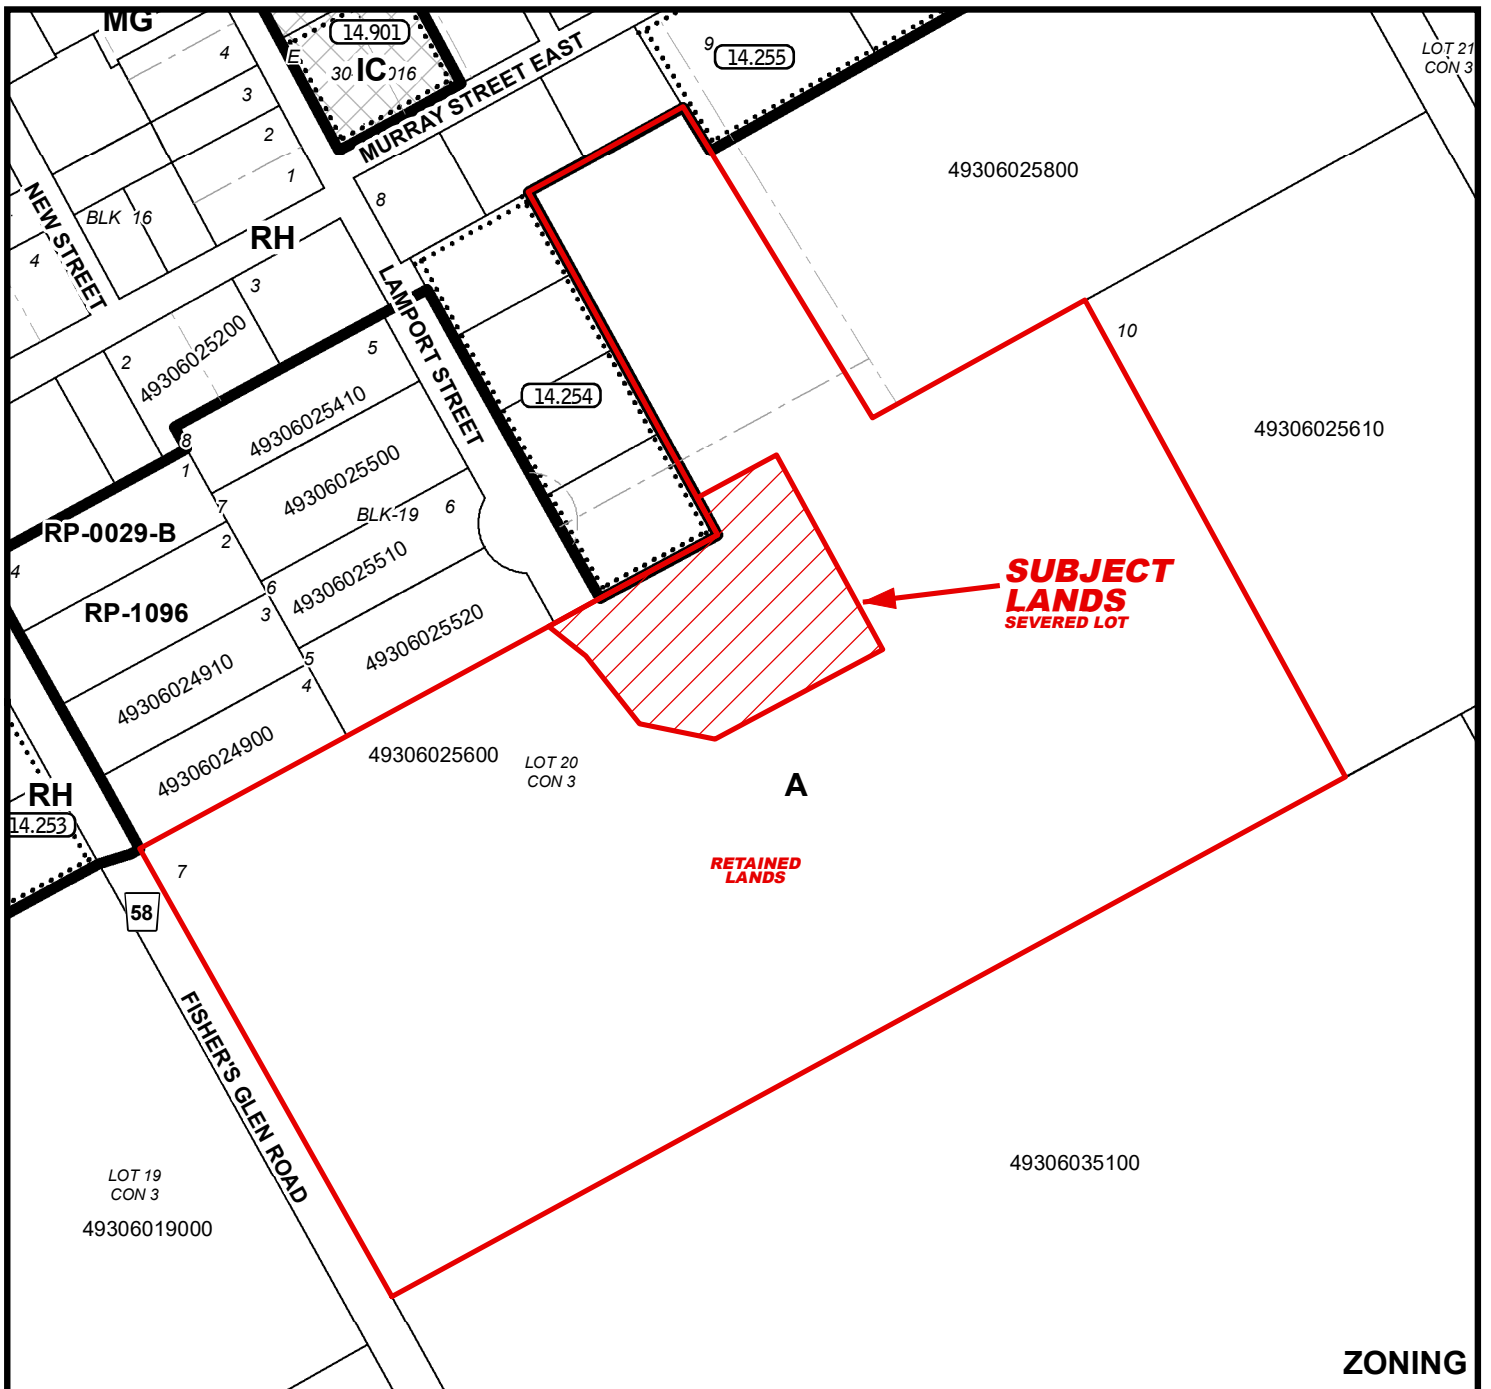 MG
14.901
E
IC
30
016
4
3
2
1
MURRAY STREET EAST
9
14.255
LOT 21
CON 3
49306025800
NEW STREET
BLK 16
4
RH
8
3
2
49306025200
LAMPORT STREET
5
49306025410
14.254
10
49306025610
8
1
49306025500
7
BLK-19
6
RP-0029-B
2
4
49306025510
6
RP-1096
3
49306025520
SUBJECT
LANDS
SEVERED LOT
49306024910
5
4
49306024900
49306025600
LOT 20
CON 3
A
RH
14.253
7
RETAINED
LANDS
58
FISHER'S GLEN ROAD
LOT 19
CON 3
49306019000
49306035100
ZONING